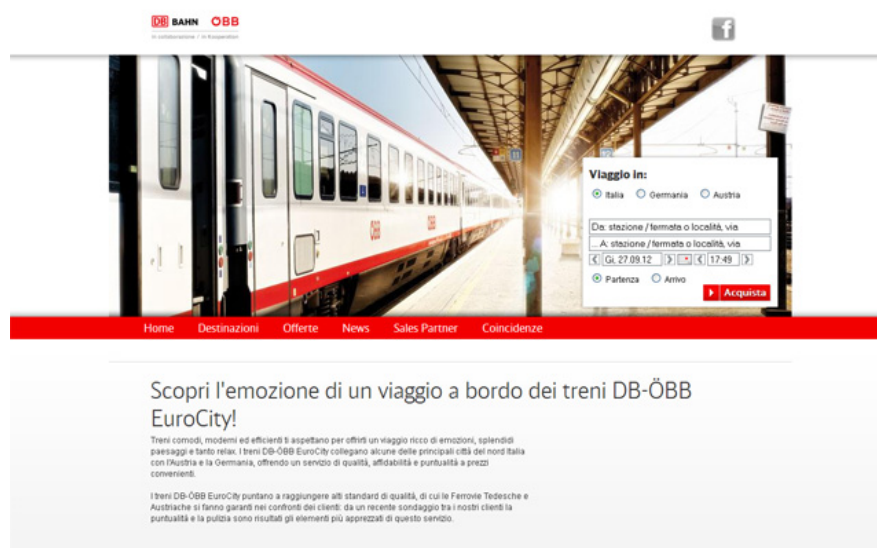 DB BAHN ÖBB
in collaborazione / in Kooperation
f
11
12
ÖBB
ÖBB
Viaggio in:
Italia Germania Austria
Da: stazione / fermata o località, via
... A: stazione / fermata o località, via
Gi, 27.09.12 17:49
Partenza Arrivo
Acquista
Home Destinazioni Offerte News Sales Partner Coincidenze
Scopri l'emozione di un viaggio a bordo dei treni DB-ÖBB
EuroCity!
Treni comodi, moderni ed efficienti ti aspettano per offrirti un viaggio ricco di emozioni, splendidi
paesaggi e tanto relax. I treni DB-ÖBB EuroCity collegano alcune delle principali città del nord Italia
con l'Austria e la Germania, offrendo un servizio di qualità, affidabilità e puntualità a prezzi
convenienti.
I treni DB-ÖBB EuroCity puntano a raggiungere alti standard di qualità, di cui le Ferrovie Tedesche e
Austriache si fanno garanti nei confronti dei clienti: da un recente sondaggio tra i nostri clienti la
puntualità e la pulizia sono risultati gli elementi più apprezzati di questo servizio.